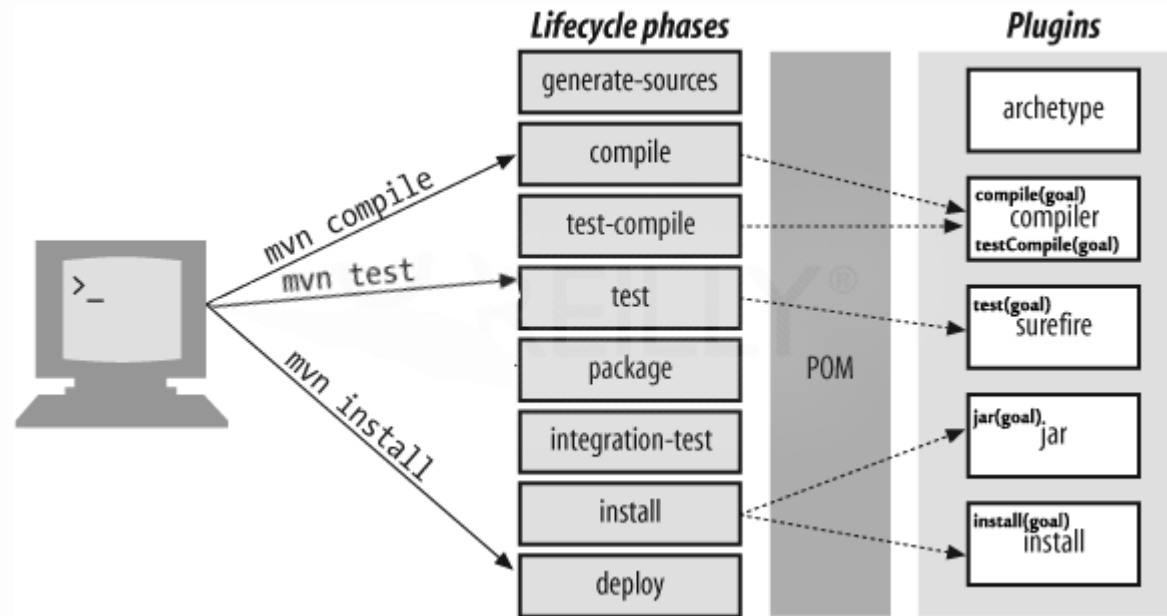 Lifecycle phases
Plugins
generate-sources
compile
test-compile
test
package
integration-test
install
deploy
mvn compile
mvn test
mvn install
>_
POM
REILLY®
archetype
compile(goal)
compiler
testCompile(goal)
test(goal)
surefire
jar(goal)
jar
install(goal)
install